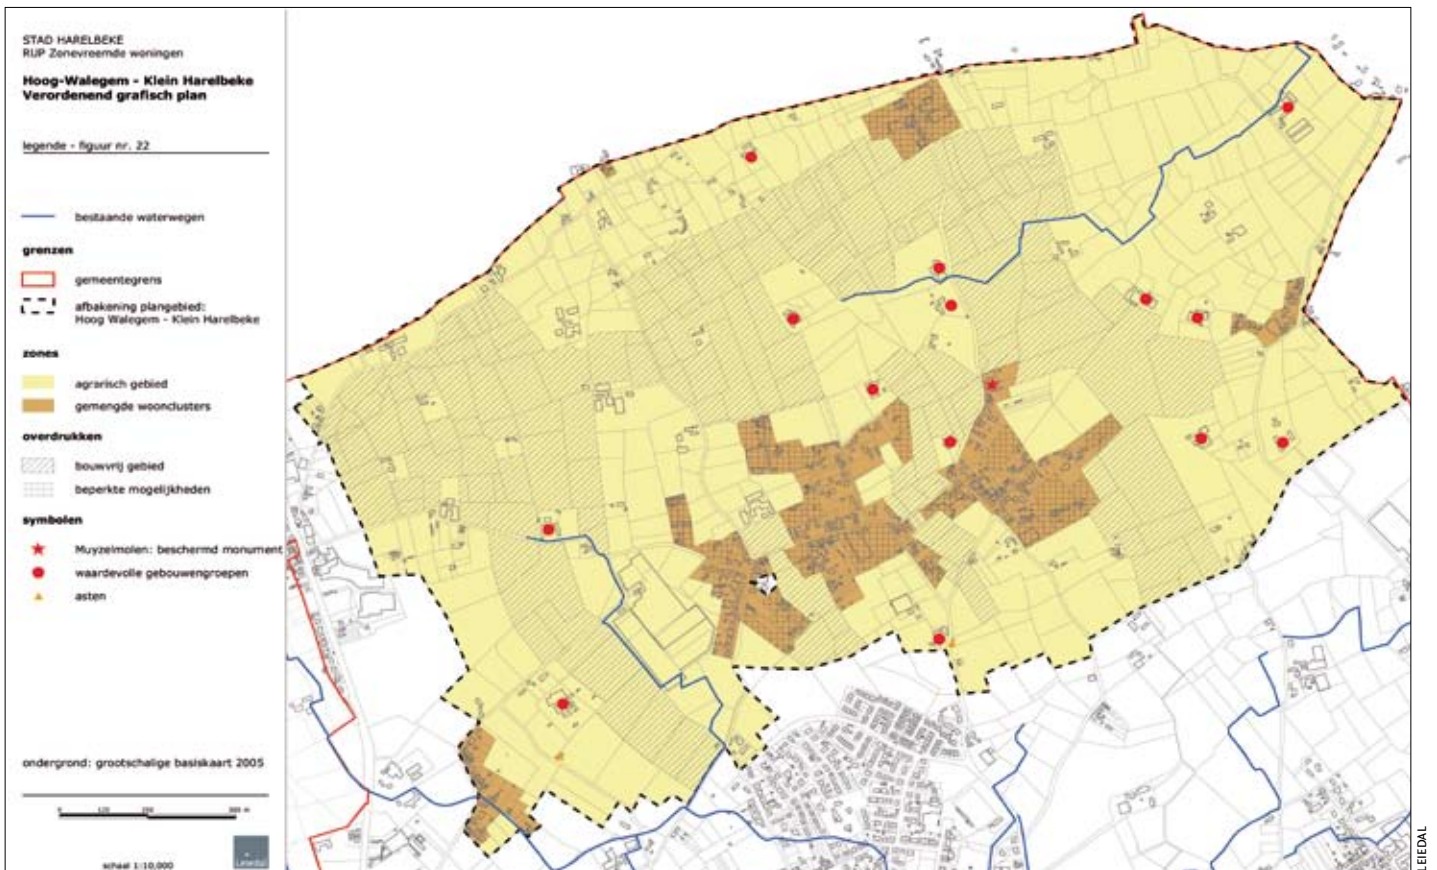 STAD HARELBEKE
RUP Zonevreemde woningen
Hoog-Walegem - Klein Harelbeke
Verordenend grafisch plan
legende - figuur nr. 22
bestaande waterwegen
grenzen
gemeentegrens
afbakening plangebied:
Hoog Walegem - Klein Harelbeke
zones
agrarisch gebied
gemengde woonclusters
overdrukken
bouwvrij gebied
beperkte mogelijkheden
symbolen
Muyzelmolen: beschermd monument
waardevolle gebouwengroepen
asten
ondergrond: grootschalige basiskaart 2005
schaal 1:10,000
LEIEDAL
LEIEDAL